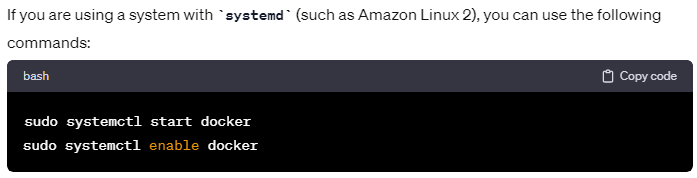 If you are using a system with `systemd` (such as Amazon Linux 2), you can use the following
commands:
bash
Copy code
sudo systemctl start docker
sudo systemctl enable docker